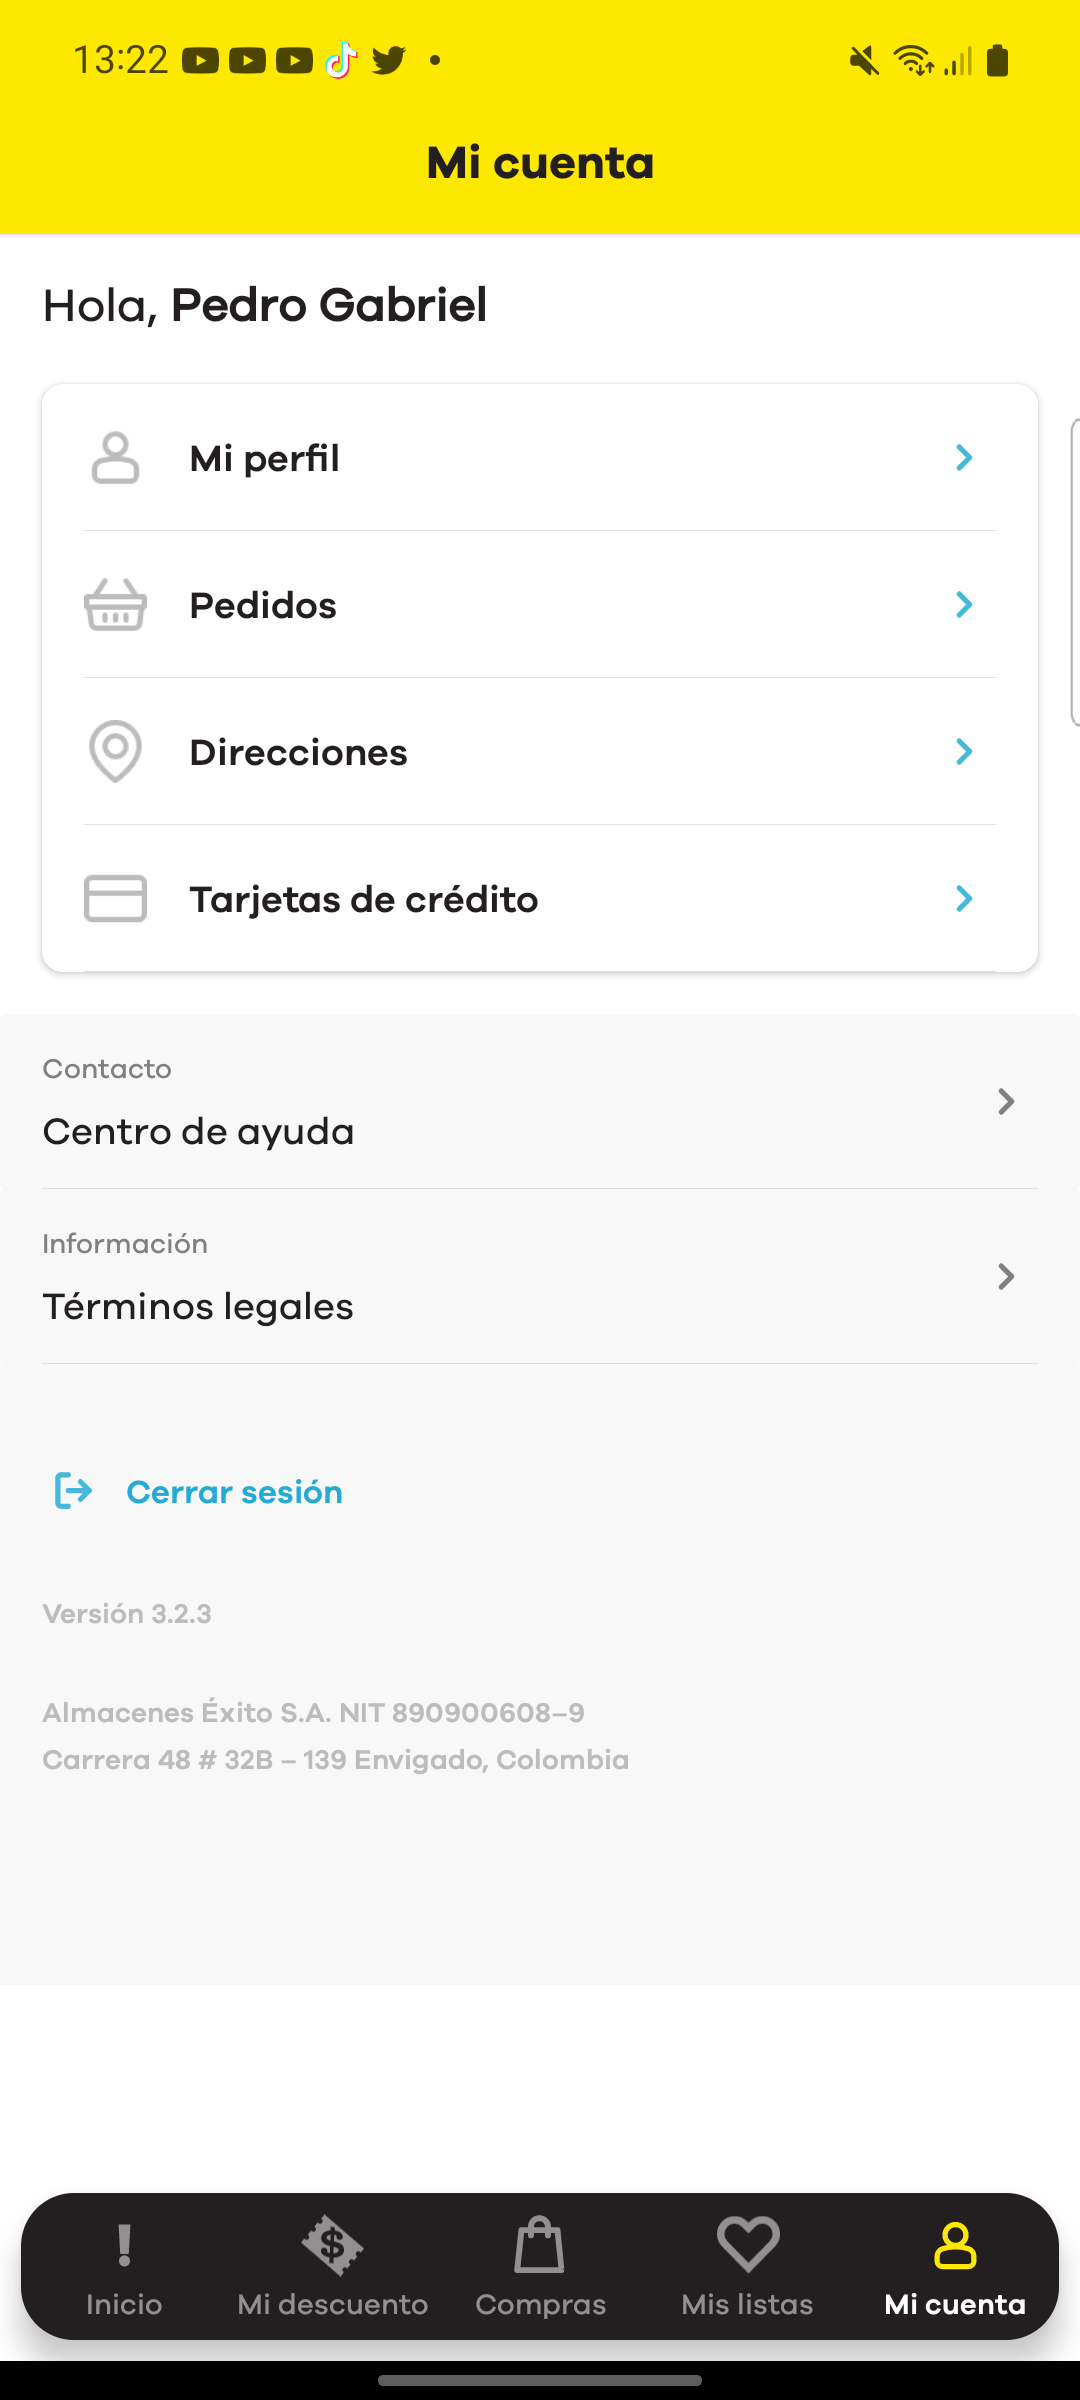 13:22
Mi cuenta
Hola, Pedro Gabriel
Mi perfil
Pedidos
Direcciones
Tarjetas de crédito
Contacto
Centro de ayuda
Información
Términos legales
Cerrar sesión
Versión 3.2.3
Almacenes Éxito S.A. NIT 890900608–9
Carrera 48 # 32B – 139 Envigado, Colombia
Inicio
Mi descuento
Compras
Mis listas
Mi cuenta